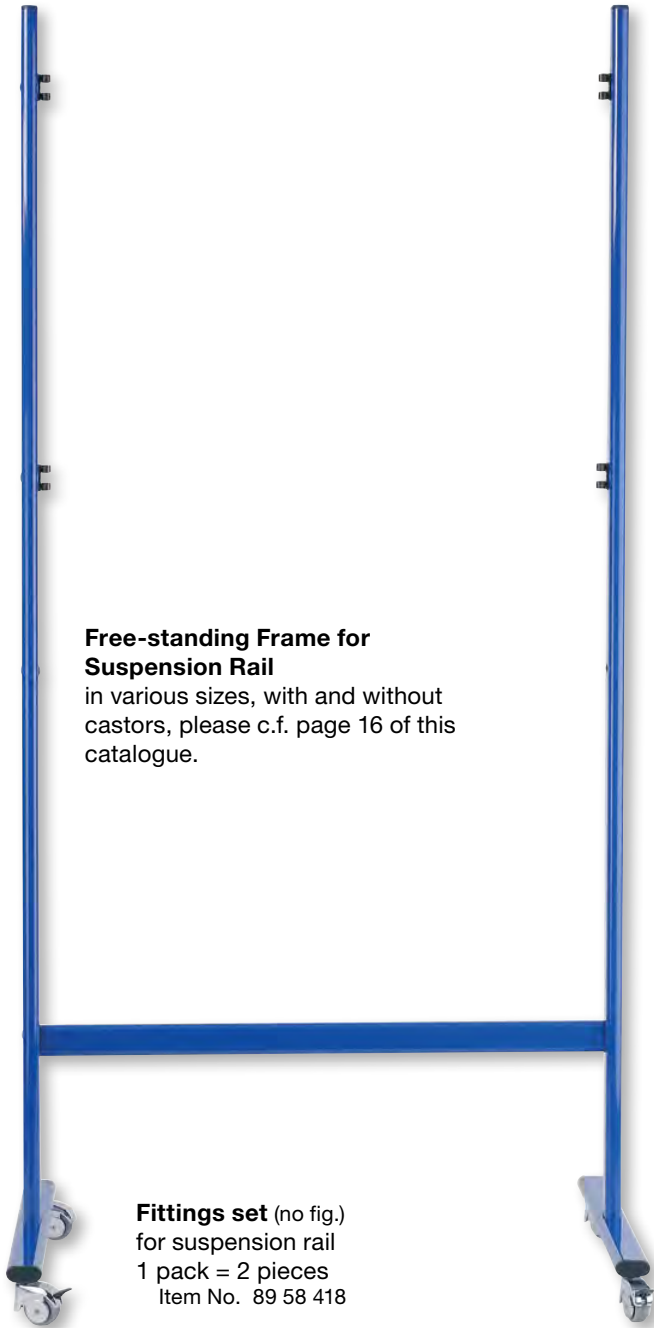 Free-standing Frame for
Suspension Rail
in various sizes, with and without
castors, please c.f. page 16 of this
catalogue.
Fittings set (no fig.)
for suspension rail
1 pack = 2 pieces
Item No. 89 58 418